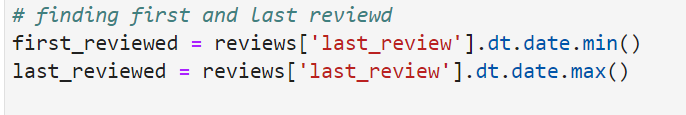 # finding first and last reviewd
first_reviewed = reviews['last_review'].dt.date.min()
last_reviewed = reviews['last_review'].dt.date.max()